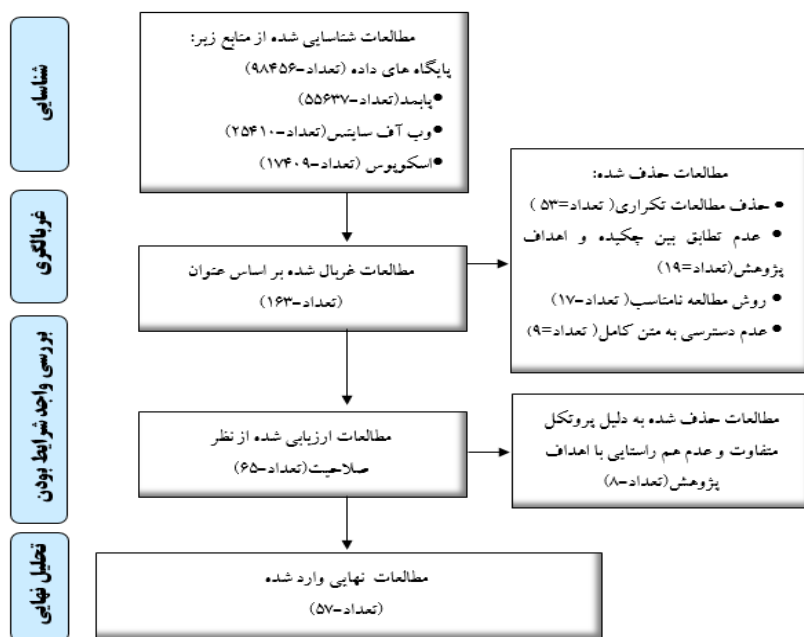 شناسایی
مطالعات شناسایی شده از منابع زیر:
پایگاه های داده (تعداد-۹۸۴۵۶)
●پابمد(تعداد-۵۵۶۳۷)
●وب آف ساینس(تعداد-۲۵۴۱۰)
●اسکوپوس (تعداد-۱۷۴۰۹)
غربالگری
مطالعات غربال شده بر اساس عنوان
(تعداد-۱۶۳)
مطالعات حذف شده:
● حذف مطالعات تکراری( تعداد=۵۳ )
● عدم تطابق بین چکیده و اهداف
پژوهش(تعداد=۱۹)
● روش مطالعه نامناسب( تعداد-۱۷)
● عدم دسترسی به متن کامل( تعداد=۹)
بررسی واجد شرایط بودن
مطالعات ارزیابی شده از نظر
صلاحیت(تعداد-۶۵)
مطالعات حذف شده به دلیل پروتکل
متفاوت و عدم هم راستایی با اهداف
پژوهش(تعداد-۸)
تحلیل نهایی
مطالعات نهایی وارد شده
(تعداد-۵۷)